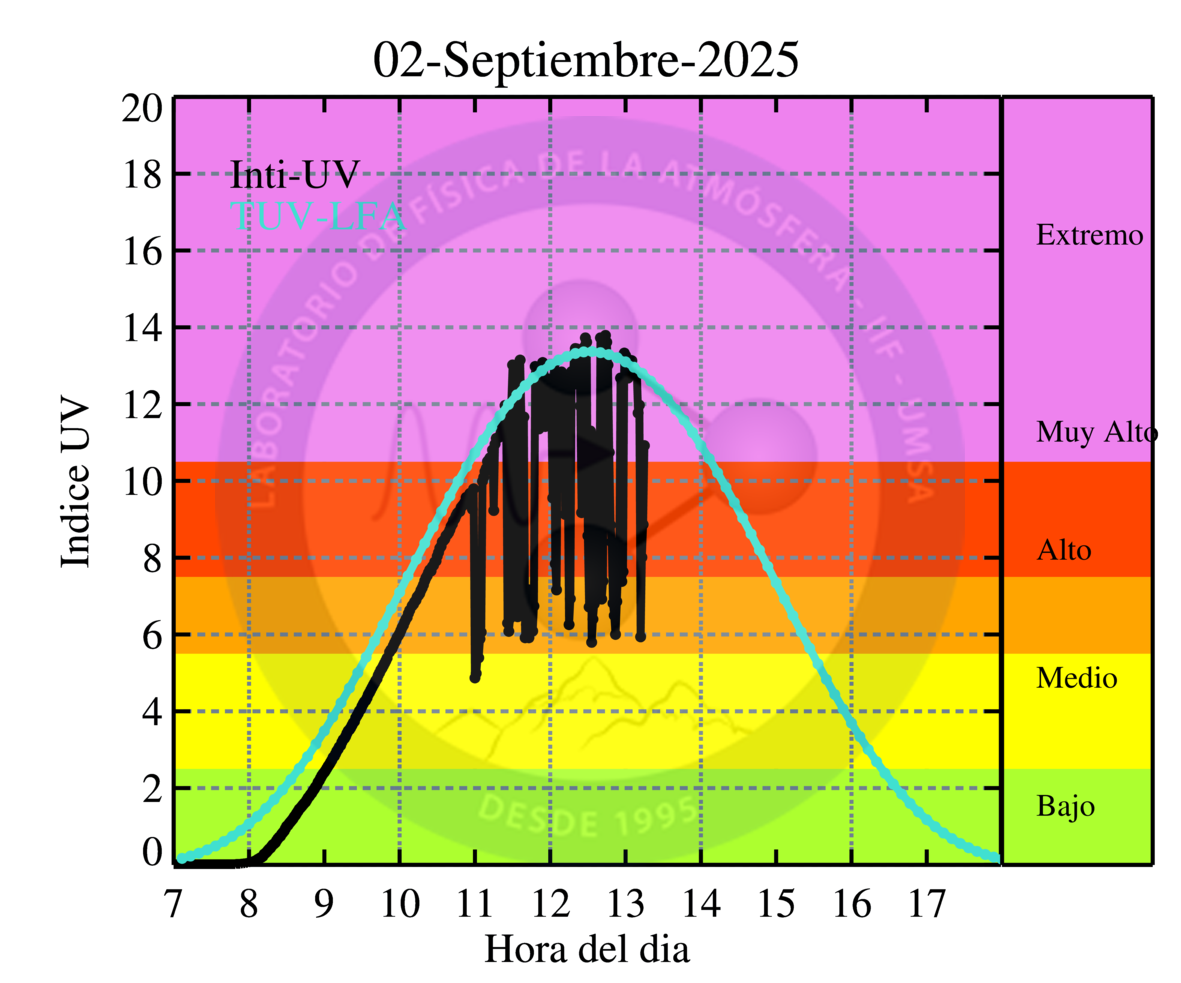 02-Septiembre-2025
20
18
16
14
12
10
8
6
4
2
0
Indice UV
Inti-UV
TUV-LFA
LABORATORIO DE FÍSICA DE LA ATMÓSFERA - IIF - UMSA
DESDE 1995
Extremo
Muy Alto
Alto
Medio
Bajo
7 8 9 10 11 12 13 14 15 16 17
Hora del dia